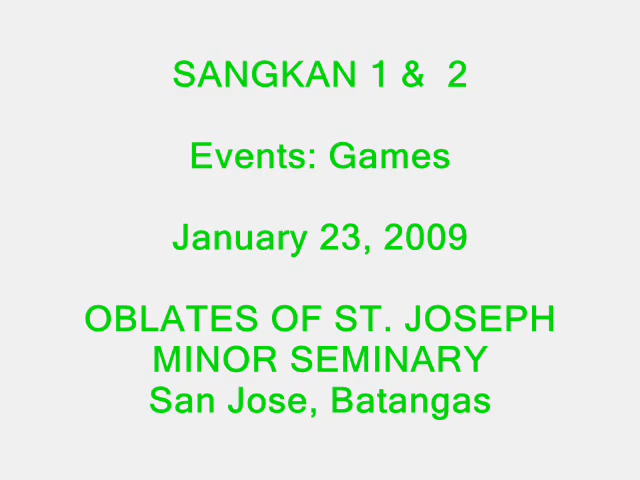 SANGKAN 1 &  2
Events: Games
January 23, 2009
OBLATES OF ST. JOSEPH
MINOR SEMINARY
San Jose, Batangas